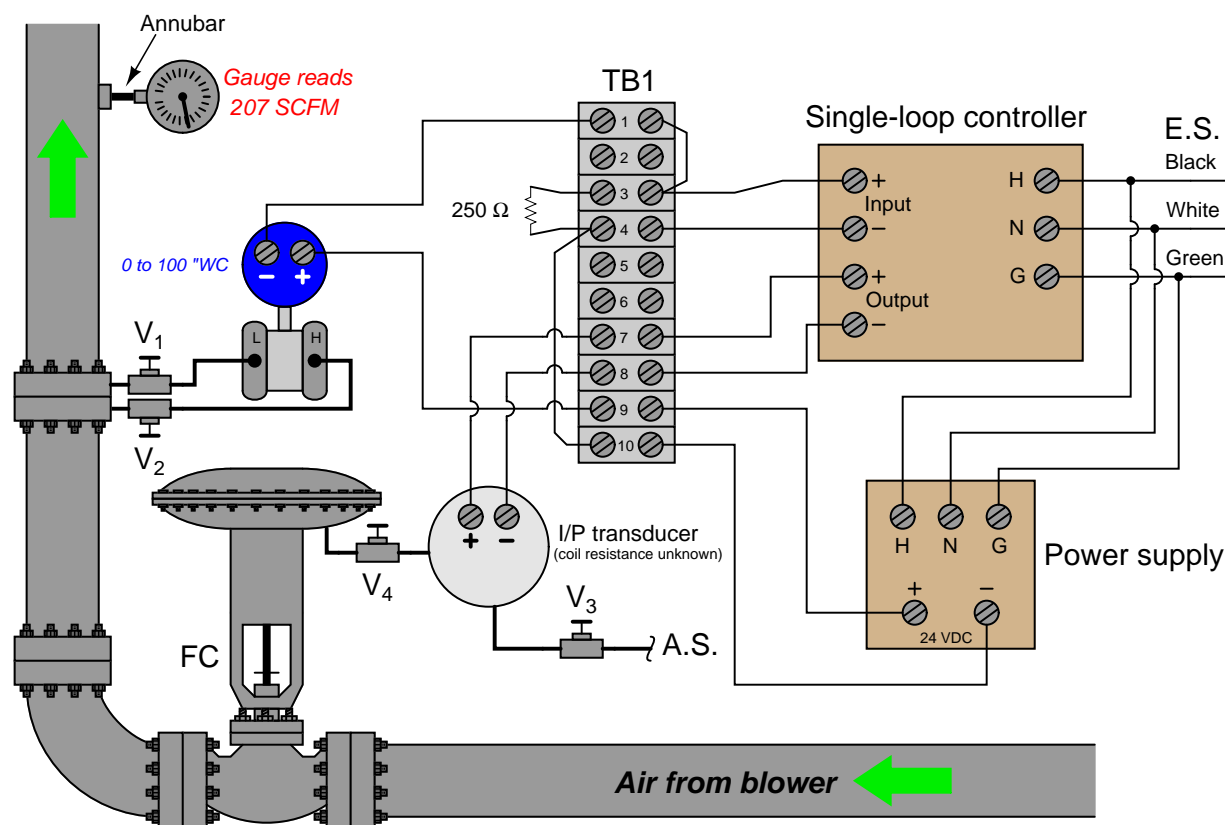 Annubar
Gauge reads
207 SCFM
TB1
1
2
3
4
5
6
7
8
9
10
250 Ω
Single-loop controller
+
Input
−
+
Output
−
H
N
G
E.S.
Black
White
Green
0 to 100 "WC
−
+
L
H
V1
V2
FC
V4
+
−
I/P transducer
(coil resistance unknown)
V3
A.S.
H
N
G
Power supply
+
−
24 VDC
Air from blower